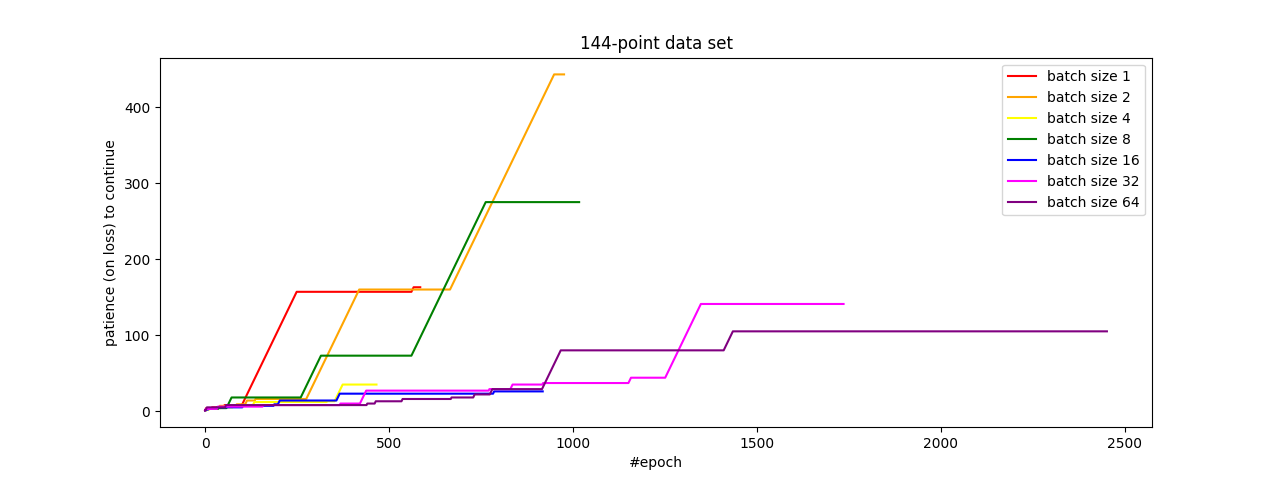 144-point data set
patience (on loss) to continue
400
300
200
100
0
0
500
1000
1500
2000
2500
#epoch
batch size 1
batch size 2
batch size 4
batch size 8
batch size 16
batch size 32
batch size 64